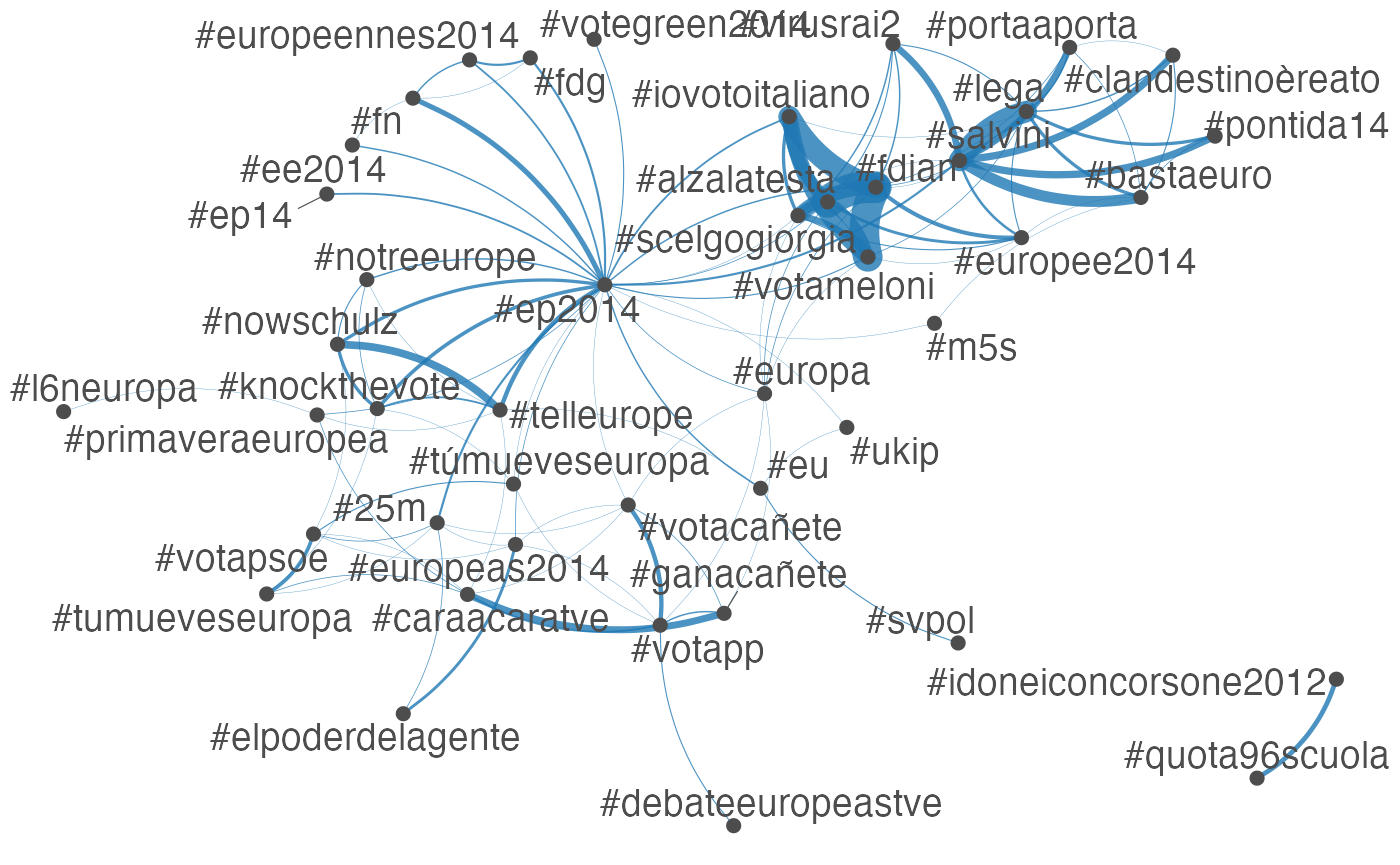 #europeennes2014
#votegreen2014
#virusrai2
#portaaporta
#fdg
#iovotoitaliano
#lega
#clandestinoèreato
#fn
#salvini
#pontida14
#ee2014
#alzalatesta
#fdian
#bastaeuro
#ep14
#scelgogiorgia
#notreeurope
#votameloni
#europee2014
#ep2014
#nowschulz
#m5s
#l6neuropa
#knockthevote
#europa
#primaveraeuropea
#telleurope
#túmueveseuropa
#eu
#ukip
#25m
#votacañete
#votapsoe
#europeas2014
#ganacañete
#tumueveseuropa
#caraacaratve
#svpol
#votapp
#idoneiconcorsone2012
#elpoderdelagente
#quota96scuola
#debateeuropeastve